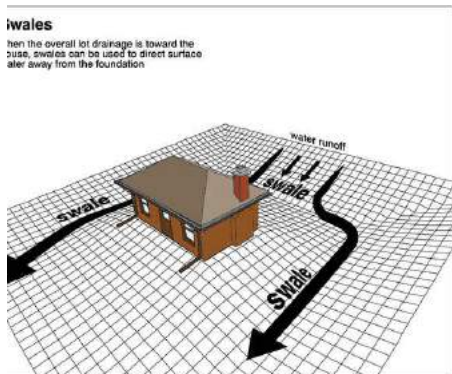 Swales
hen the overall lot drainage is toward the
ouse, swales can be used to direct surface
ater away from the foundation
water runoff
swale
swale
Swale